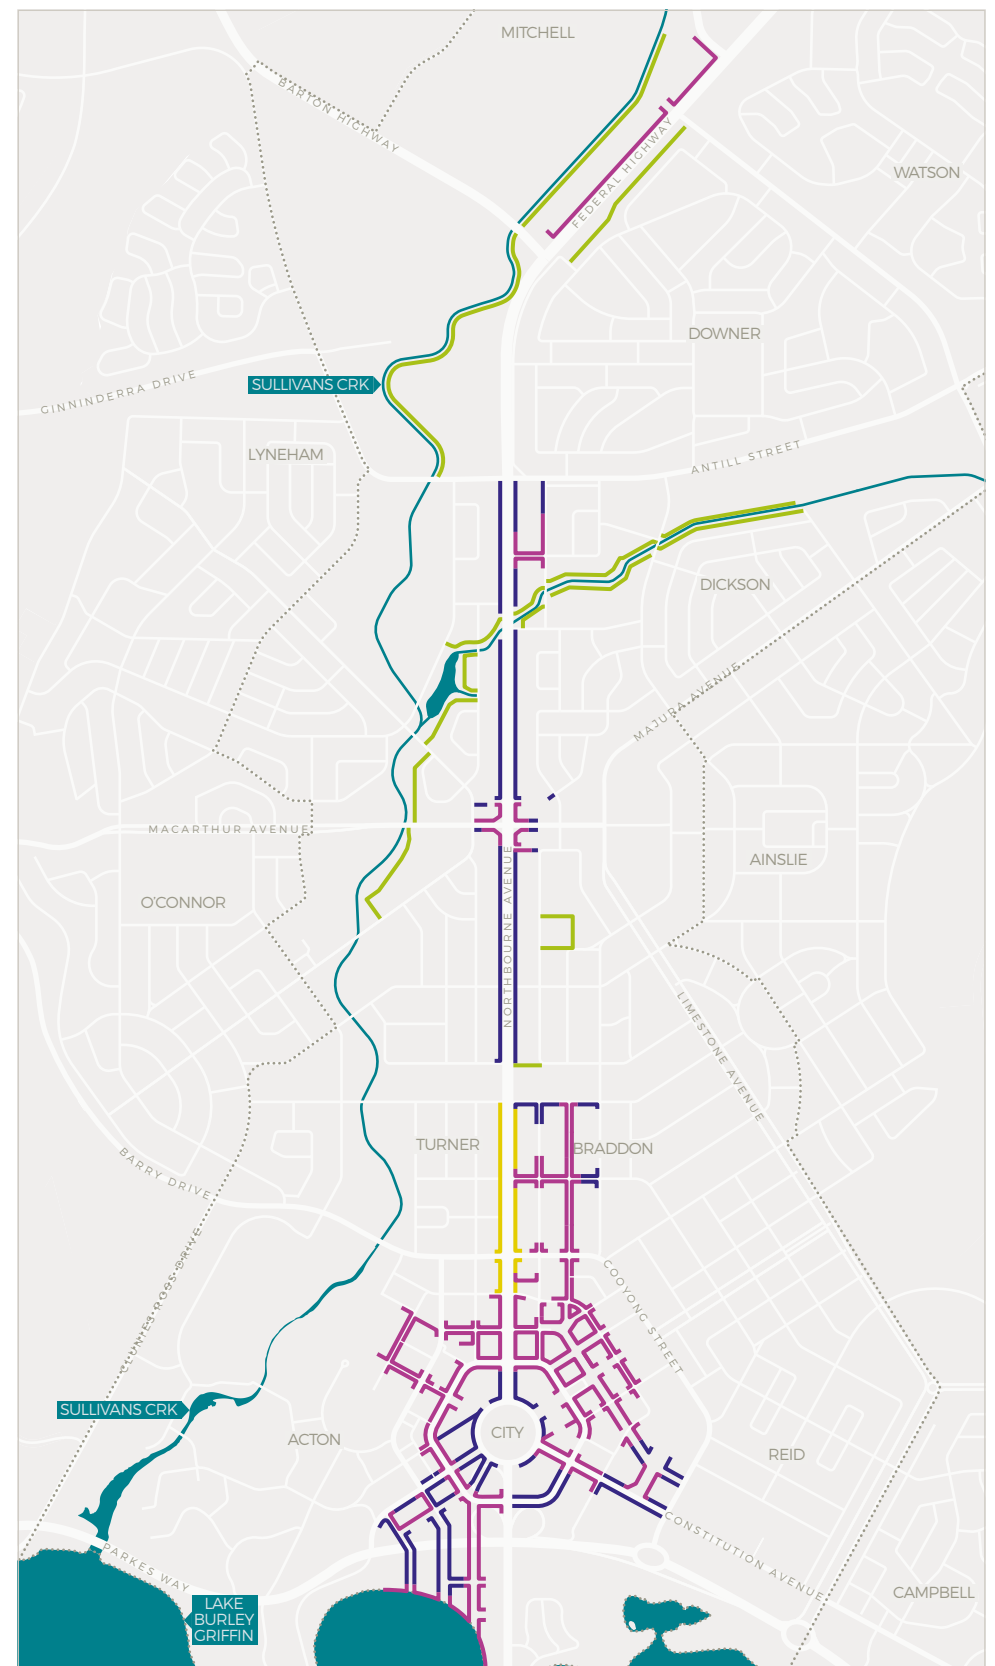 MITCHELL
BARTON HIGHWAY
WATSON
FEDERAL HIGHWAY
DOWNER
SULLIVANS CRK
GINNINDERRA DRIVE
LYNEHAM
ANTILL STREET
DICKSON
MAJURA AVENUE
MACARTHUR AVENUE
AINSLIE
O'CONNOR
NORTHBOURNE AVENUE
LIMESTONE AVENUE
TURNER
BRADDON
BARRY DRIVE
CLUNIES ROSS DRIVE
COOYONG STREET
SULLIVANS CRK
ACTON
CITY
REID
CONSTITUTION AVENUE
PARKES WAY
CAMPBELL
LAKE
BURLEY
GRIFFIN